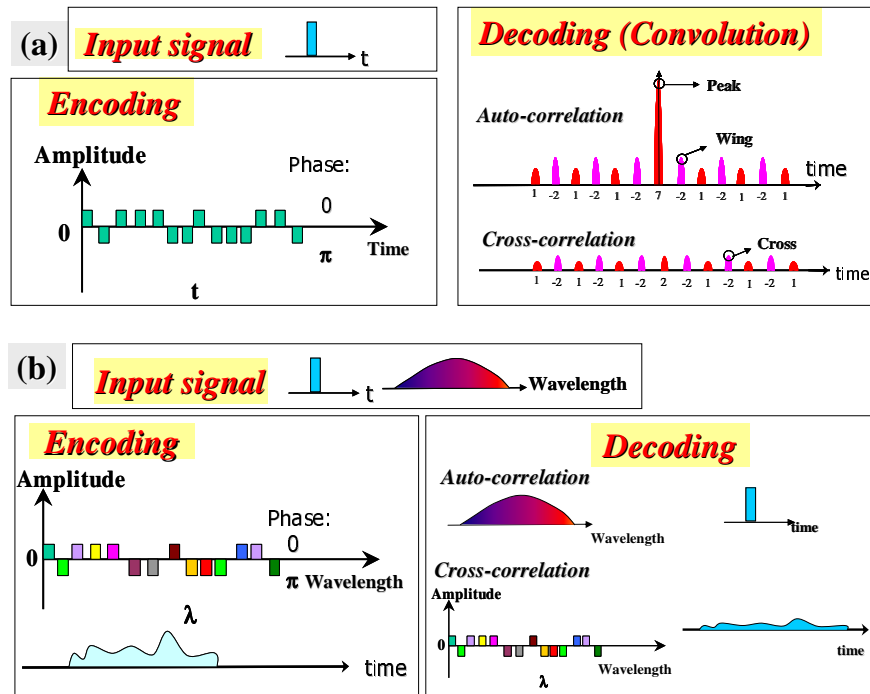 (a)
Input signal
t
Encoding
Amplitude
Phase:
0
0
π
Time
t
Decoding (Convolution)
Peak
Auto-correlation
Wing
time
1 -2 1 -2 1 -2 7 -2 1 -2 1 -2 1
Cross-correlation
Cross
time
1 -2 1 -2 1 -2 2 -2 1 -2 1 -2 1
(b)
Input signal
t
Wavelength
Encoding
Amplitude
Phase:
0
0
π Wavelength
λ
time
Decoding
Auto-correlation
Wavelength
time
Cross-correlation
Amplitude
0
Wavelength
λ
time